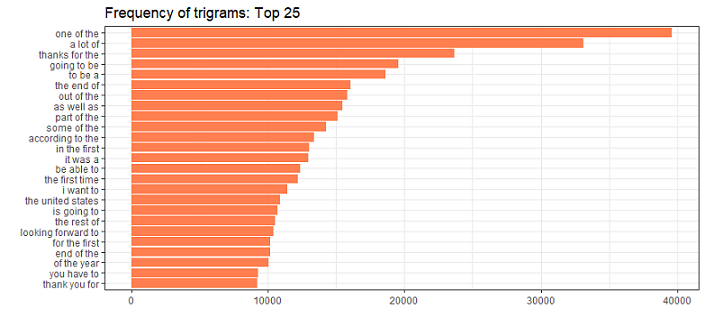 Frequency of trigrams: Top 25
one of the
a lot of
thanks for the
going to be
to be a
the end of
out of the
as well as
part of the
some of the
according to the
in the first
it was a
be able to
the first time
i want to
the united states
is going to
the rest of
looking forward to
for the first
end of the
of the year
you have to
thank you for
0 10000 20000 30000 40000